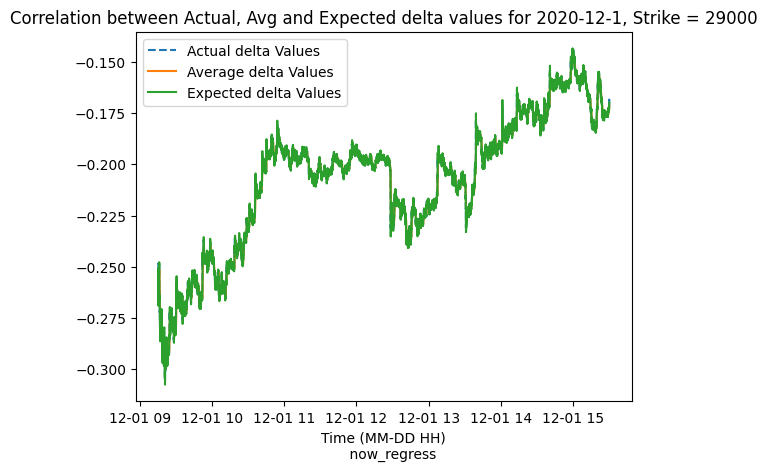 Correlation between Actual, Avg and Expected delta values for 2020-12-1, Strike = 29000
Actual delta Values
Average delta Values
Expected delta Values
−0.150
−0.175
−0.200
−0.225
−0.250
−0.275
−0.300
12-01 09 12-01 10 12-01 11 12-01 12 12-01 13 12-01 14 12-01 15
Time (MM-DD HH)
now_regress